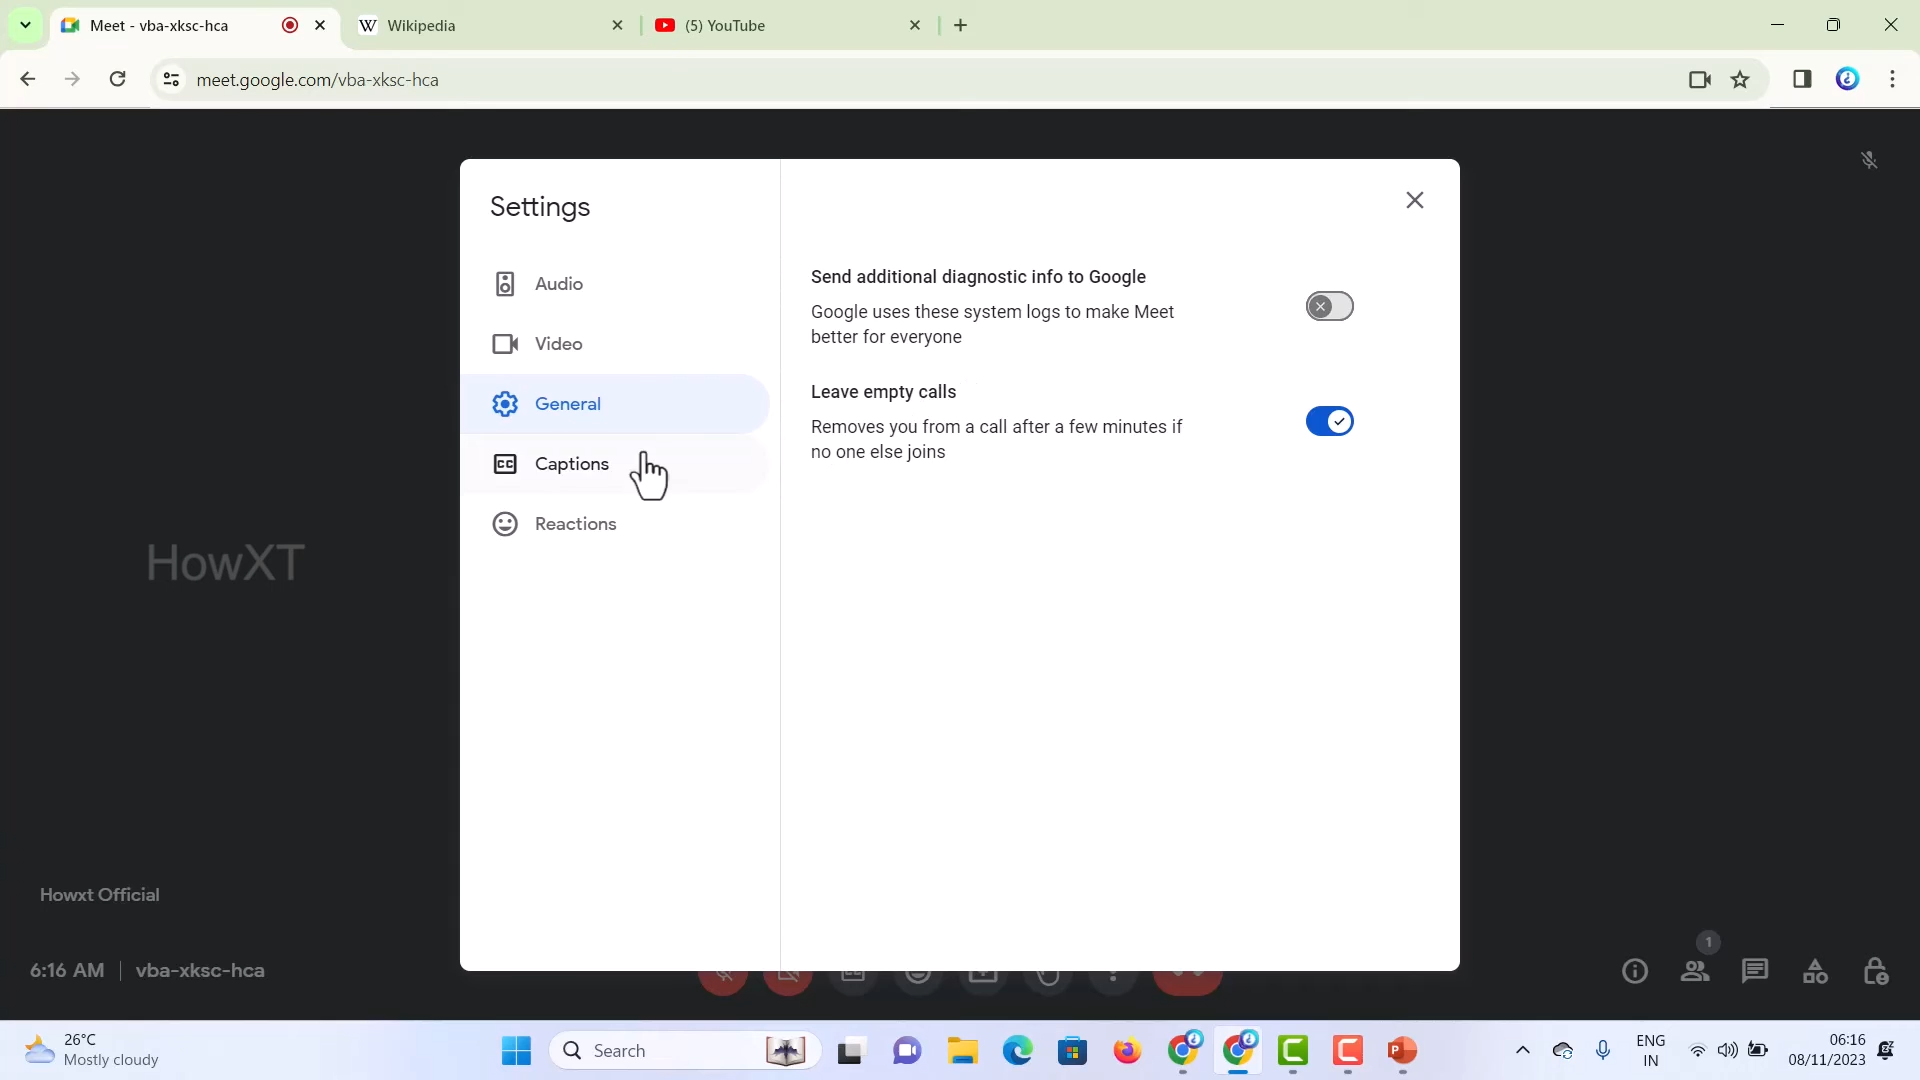 Meet - vba-xksc-hca
Wikipedia
(5) YouTube
meet.google.com/vba-xksc-hca
Settings
Audio
Video
General
Captions
Reactions
Send additional diagnostic info to Google
Google uses these system logs to make Meet
better for everyone
Leave empty calls
Removes you from a call after a few minutes if
no one else joins
HowXT
Howxt Official
6:16 AM | vba-xksc-hca
1
26°C
Mostly cloudy
Search
ENG
IN
06:16
08/11/2023